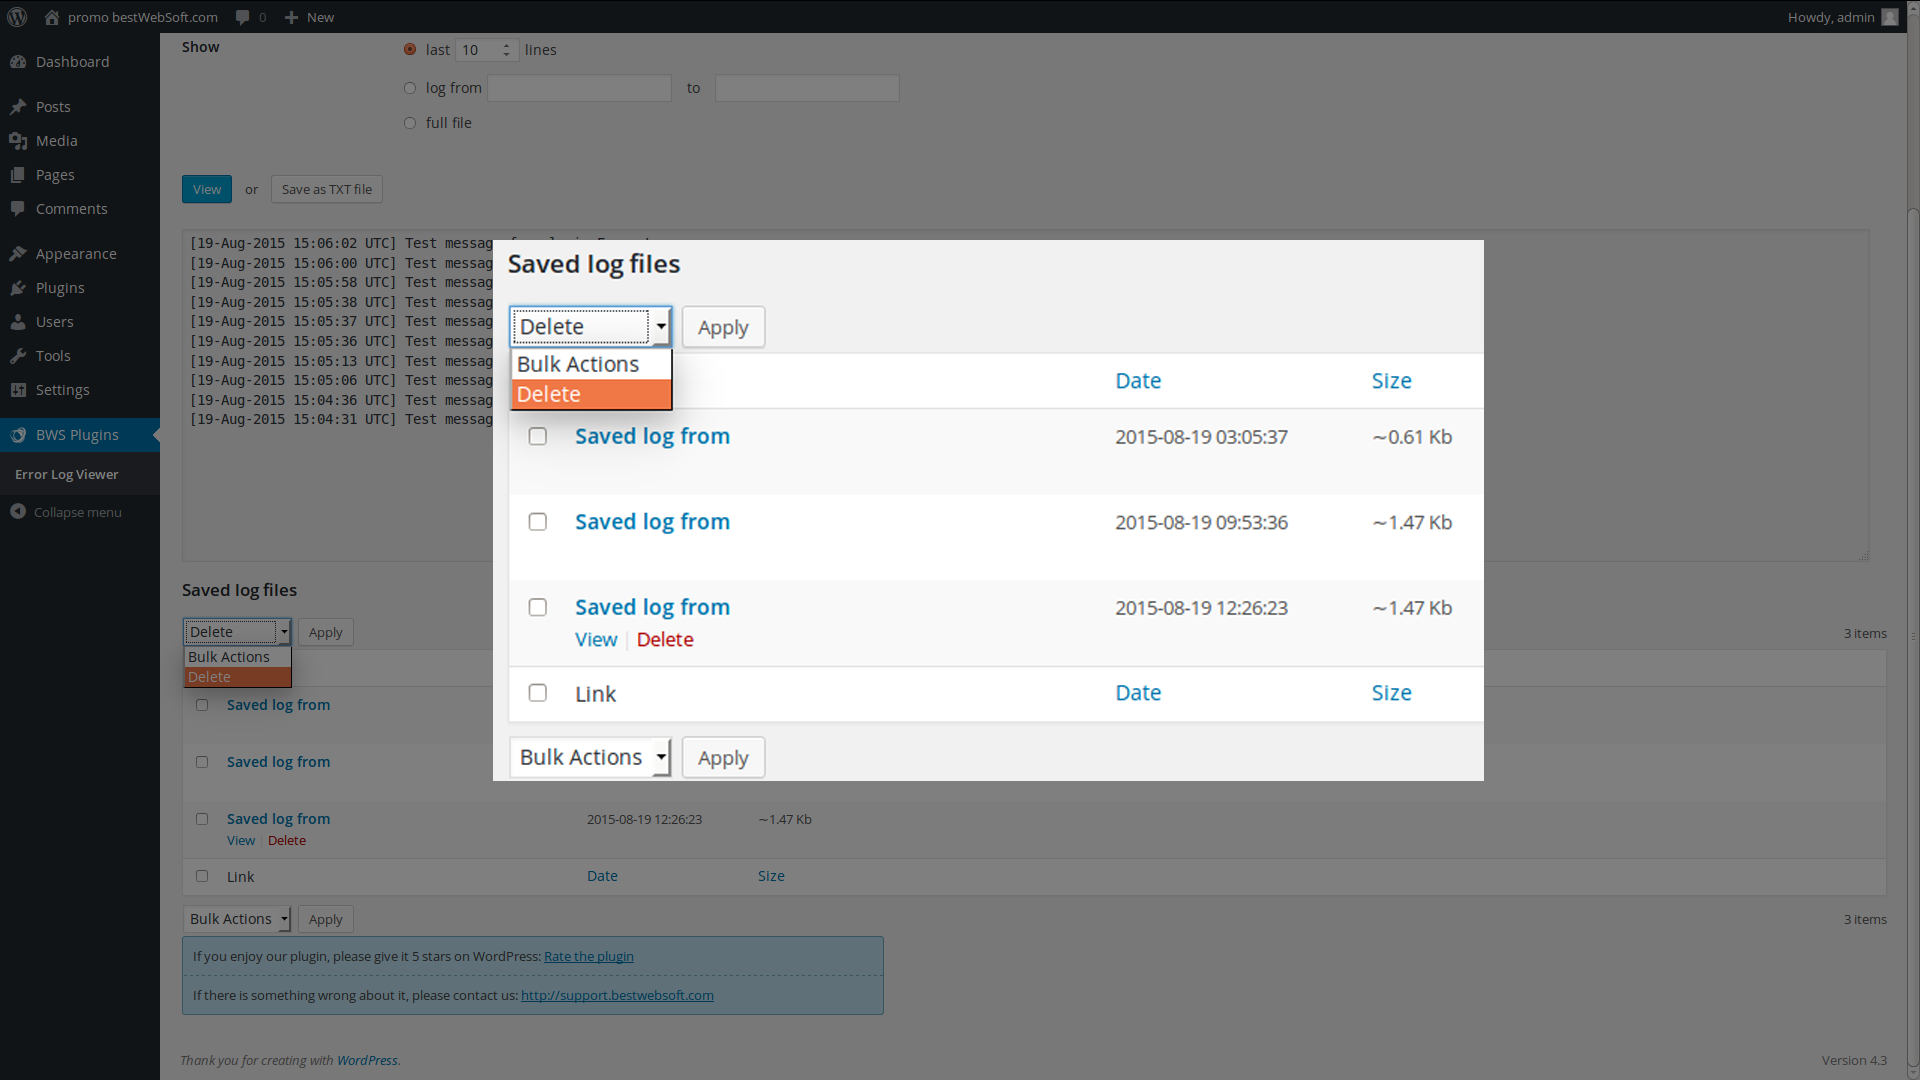 promo bestWebSoft.com 0 New Howdy, admin
Dashboard
Posts
Media
Pages
Comments
Appearance
Plugins
Users
Tools
Settings
BWS Plugins
Error Log Viewer
Collapse menu
Show last 10 lines
log from to
full file
View or Save as TXT file
[19-Aug-2015 15:06:02 UTC] Test messag
[19-Aug-2015 15:06:00 UTC] Test messag
[19-Aug-2015 15:05:58 UTC] Test messag
[19-Aug-2015 15:05:38 UTC] Test messag
[19-Aug-2015 15:05:37 UTC] Test messag
[19-Aug-2015 15:05:36 UTC] Test messag
[19-Aug-2015 15:05:13 UTC] Test messag
[19-Aug-2015 15:05:06 UTC] Test messag
[19-Aug-2015 15:04:36 UTC] Test messag
[19-Aug-2015 15:04:31 UTC] Test messag
Saved log files
Delete Apply
Bulk Actions
Delete
Date Size
Saved log from 2015-08-19 03:05:37 ~0.61 Kb
Saved log from 2015-08-19 09:53:36 ~1.47 Kb
Saved log from 2015-08-19 12:26:23 ~1.47 Kb
View | Delete
Link Date Size
Bulk Actions Apply
Saved log files
Delete Apply 3 items
Bulk Actions
Delete
Saved log from
Saved log from
Saved log from 2015-08-19 12:26:23 ~1.47 Kb
View | Delete
Link Date Size
Bulk Actions Apply 3 items
If you enjoy our plugin, please give it 5 stars on WordPress: Rate the plugin
If there is something wrong about it, please contact us: http://support.bestwebsoft.com
Thank you for creating with WordPress. Version 4.3